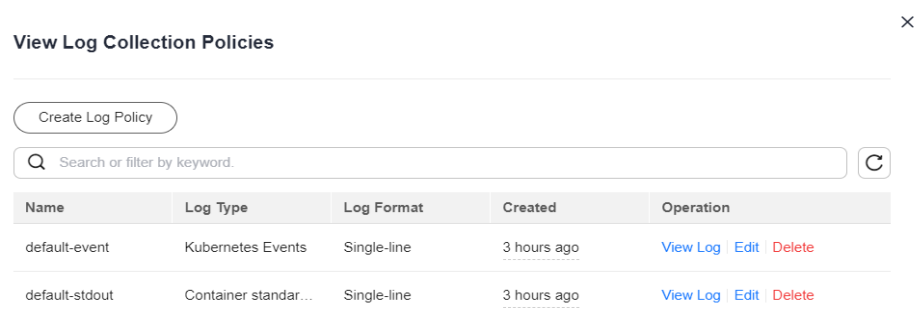 View Log Collection Policies
Create Log Policy
Search or filter by keyword.
Name Log Type Log Format Created Operation
default-event Kubernetes Events Single-line 3 hours ago View Log Edit Delete
default-stdout Container standar... Single-line 3 hours ago View Log Edit Delete